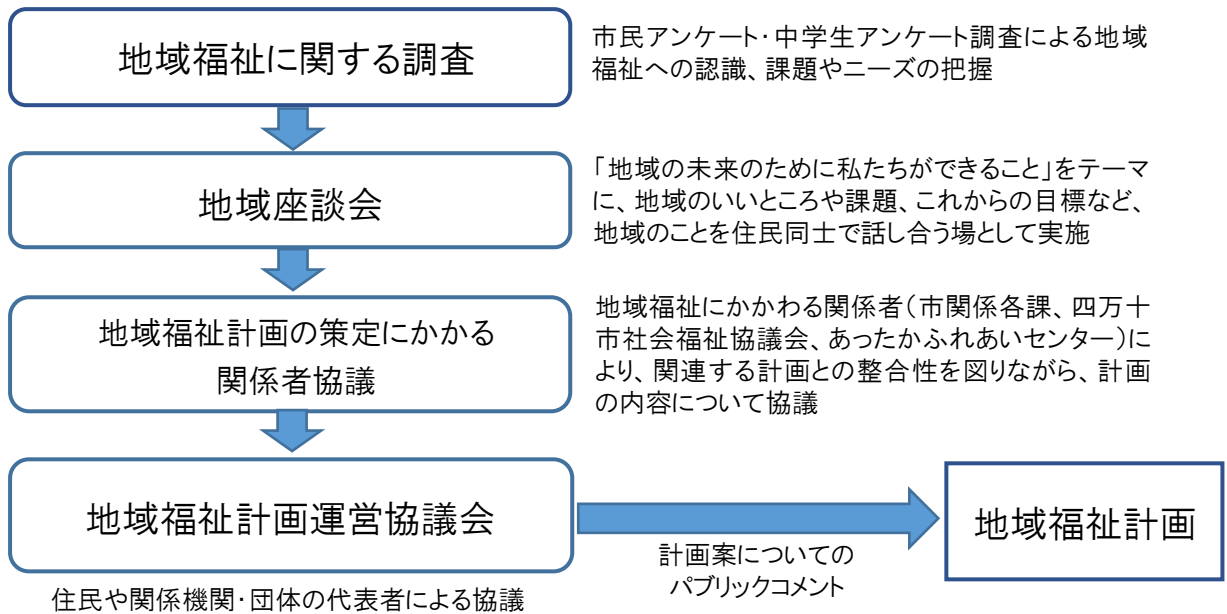 地域福祉に関する調査
市民アンケート・中学生アンケート調査による地域
福祉への認識、課題やニーズの把握
地域座談会
「地域の未来のために私たちができること」をテーマ
に、地域のいいところや課題、これからの目標など、
地域のことを住民同士で話し合う場として実施
地域福祉計画の策定にかかる
関係者協議
地域福祉にかかわる関係者（市関係各課、四万十
市社会福祉協議会、あったかふれあいセンター）に
より、関連する計画との整合性を図りながら、計画
の内容について協議
地域福祉計画運営協議会
住民や関係機関・団体の代表者による協議
計画案についての
パブリックコメント
地域福祉計画